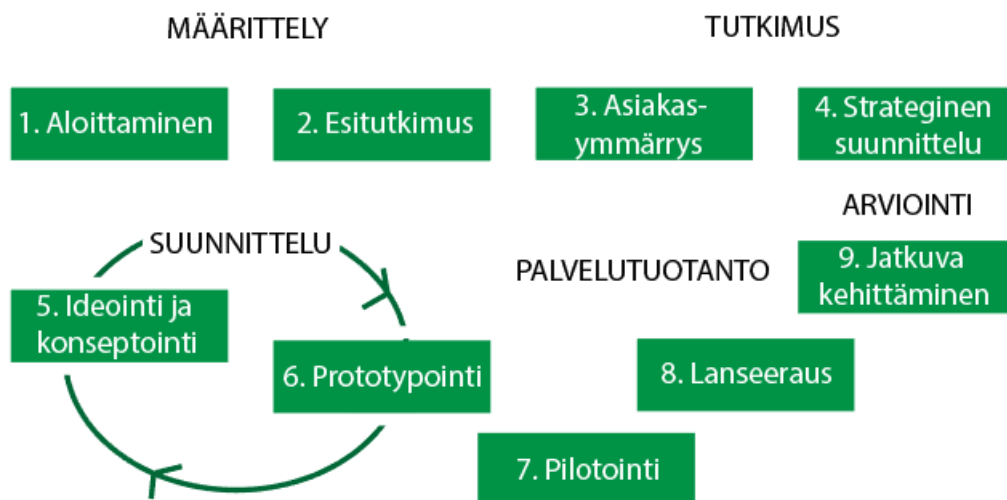 MÄÄRITTELY
1. Aloittaminen
2. Esitutkimus
TUTKIMUS
3. Asiakas-
ymmärrys
4. Strateginen
suunnittelu
SUUNNITTELU
5. Ideointi ja
konseptointi
6. Prototypointi
PALVELUTUOTANTO
7. Pilotointi
8. Lanseeraus
ARVIOINTI
9. Jatkuva
kehittäminen